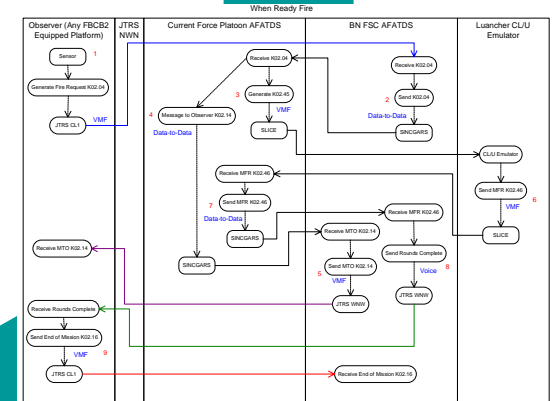 When Ready Fire
Observer (Any FBCB2
Equipped Platform)
JTRS
NWN
Current Force Platoon AFATDS
BN FSC AFATDS
Luancher CL/U
Emulator
Sensor
1
Generate Fire Request K02.04
VMF
JTRS CL1
Receive K02.04
3
Generate K02.45
VMF
SLICE
4
Message to Observer K02.14
Data-to-Data
Receive K02.04
2
Send K02.04
Data-to-Data
SINCGARS
CL/U Emulator
Send MFR K02.46
VMF
6
SLICE
Receive MFR K02.46
7
Send MFR K02.46
Data-to-Data
SINCGARS
Receive MFR K02.46
Send Rounds Complete
Voice
8
JTRS WNW
SINCGARS
Receive MTO K02.14
Send MTO K02.14
5
VMF
JTRS WNW
Receive MTO K02.14
Receive Rounds Complete
Send End of Mission K02.16
VMF
9
JTRS CL1
Receive End of Mission K02.16